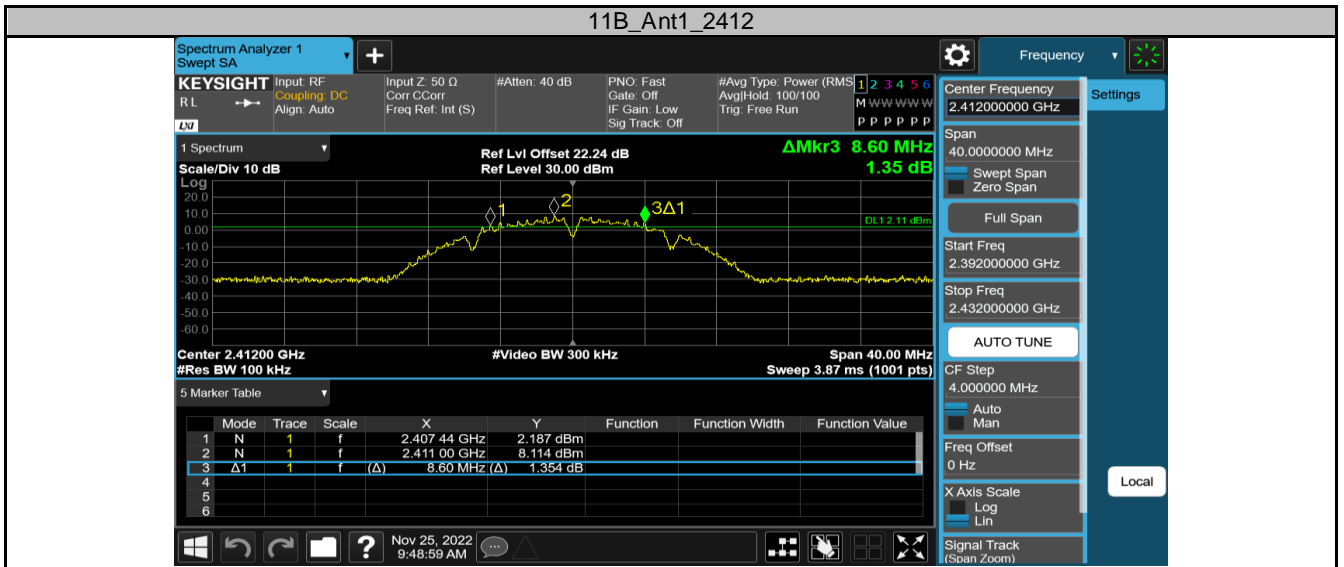 11B_Ant1_2412
Spectrum Analyzer 1
Swept SA
Frequency
KEYSIGHT
R L
LXI
Input: RF
Coupling: DC
Align: Auto
Input Z: 50 Ω
Corr CCorr
Freq Ref: Int (S)
#Atten: 40 dB
PNO: Fast
Gate: Off
IF Gain: Low
Sig Track: Off
#Avg Type: Power (RMS
Avg|Hold: 100/100
Trig: Free Run
1 2 3 4 5 6
M W W W W W
P P P P P P
1 Spectrum
Scale/Div 10 dB
Ref Lvl Offset 22.24 dB
Ref Level 30.00 dBm
ΔMkr3 8.60 MHz
1.35 dB
Log
20.0
10.0
0.00
-10.0
-20.0
-30.0
-40.0
-50.0
-60.0
1
2
3Δ1
DL1 2.11 dBm
Center 2.41200 GHz
#Video BW 300 kHz
Span 40.00 MHz
#Res BW 100 kHz
Sweep 3.87 ms (1001 pts)
5 Marker Table
Mode Trace Scale X Y Function Function Width Function Value
1 N 1 f 2.407 44 GHz 2.187 dBm
2 N 1 f 2.411 00 GHz 8.114 dBm
3 Δ1 1 f (Δ) 8.60 MHz (Δ) 1.354 dB
4
5
6
Nov 25, 2022
9:48:59 AM
Center Frequency
2.412000000 GHz
Settings
Span
40.0000000 MHz
Swept Span
Zero Span
Full Span
Start Freq
2.392000000 GHz
Stop Freq
2.432000000 GHz
AUTO TUNE
CF Step
4.000000 MHz
Auto
Man
Freq Offset
0 Hz
X Axis Scale
Log
Lin
Local
Signal Track
(Span Zoom)